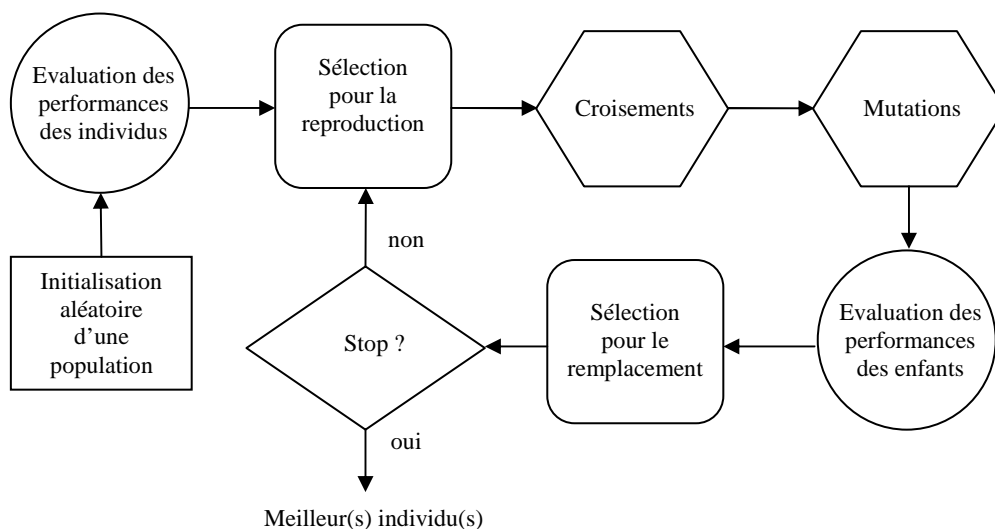 Evaluation des
performances
des individus
Sélection
pour la
reproduction
Croisements
Mutations
non
Initialisation
aléatoire
d'une
population
Stop ?
Sélection
pour le
remplacement
Evaluation des
performances
des enfants
oui
Meilleur(s) individu(s)